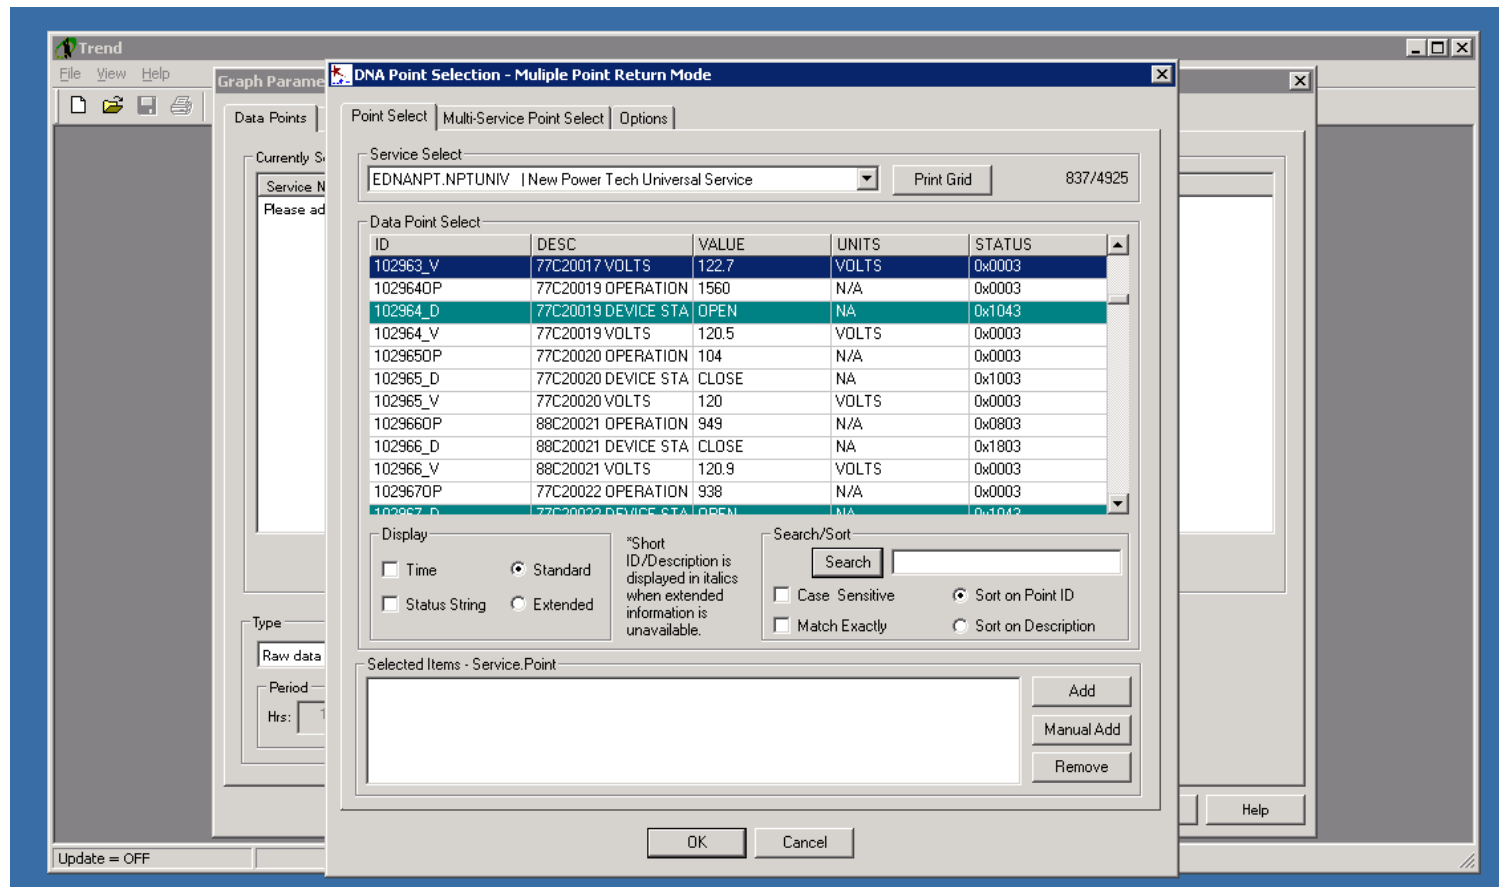 Trend
File View Help
Graph Parame
DNA Point Selection - Muliple Point Return Mode
Data Points
Point Select
Multi-Service Point Select
Options
Currently S
Service N
Please ad
Service Select
EDNANPT.NPTUNIV | New Power Tech Universal Service
Print Grid
837/4925
Data Point Select
ID DESC VALUE UNITS STATUS
102963_V 77C20017 VOLTS 122.7 VOLTS 0x0003
102964OP 77C20019 OPERATION 1560 N/A 0x0003
102964_D 77C20019 DEVICE STA OPEN NA 0x1043
102964_V 77C20019 VOLTS 120.5 VOLTS 0x0003
102965OP 77C20020 OPERATION 104 N/A 0x0003
102965_D 77C20020 DEVICE STA CLOSE NA 0x1003
102965_V 77C20020 VOLTS 120 VOLTS 0x0003
102966OP 88C20021 OPERATION 949 N/A 0x0803
102966_D 88C20021 DEVICE STA CLOSE NA 0x1803
102966_V 88C20021 VOLTS 120.9 VOLTS 0x0003
102967OP 77C20022 OPERATION 938 N/A 0x0003
102967_D 77C20022 DEVICE STA OPEN NA 0x1043
Display
Time
Standard
Status String
Extended
*Short
ID/Description is
displayed in italics
when extended
information is
unavailable.
Search/Sort
Search
Case Sensitive
Sort on Point ID
Match Exactly
Sort on Description
Type
Raw data
Period
Hrs:
Selected Items - Service.Point
Add
Manual Add
Remove
OK
Cancel
Help
Update = OFF